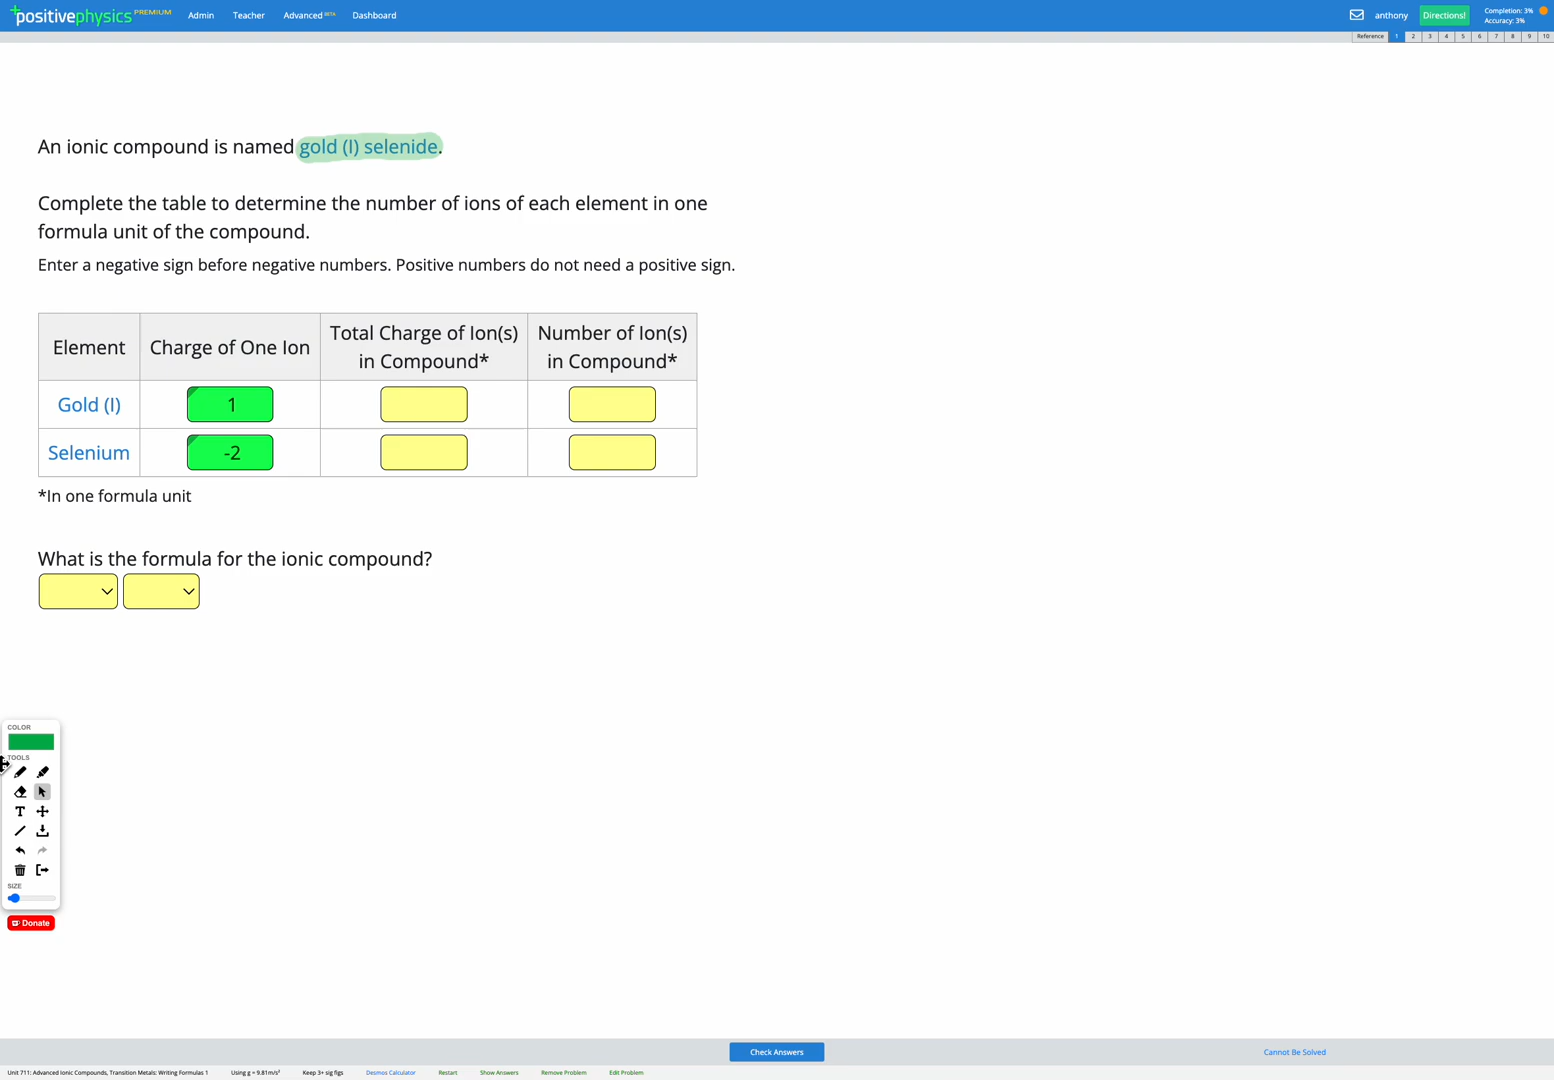 +positivephysics PREMIUM Admin Teacher Advanced BETA Dashboard anthony Directions! Completion: 3%
Accuracy: 3%
Reference 1 2 3 4 5 6 7 8 9 10
An ionic compound is named gold (I) selenide.
Complete the table to determine the number of ions of each element in one
formula unit of the compound.
Enter a negative sign before negative numbers. Positive numbers do not need a positive sign.
Element Charge of One Ion Total Charge of Ion(s) in Compound* Number of Ion(s) in Compound*
Gold (I) 1
Selenium -2
*In one formula unit
What is the formula for the ionic compound?
COLOR
TOOLS
T
SIZE
Donate
Check Answers Cannot Be Solved
Unit 711: Advanced Ionic Compounds, Transition Metals: Writing Formulas 1 Using g = 9.81m/s² Keep 3+ sig figs Desmos Calculator Restart Show Answers Remove Problem Edit Problem